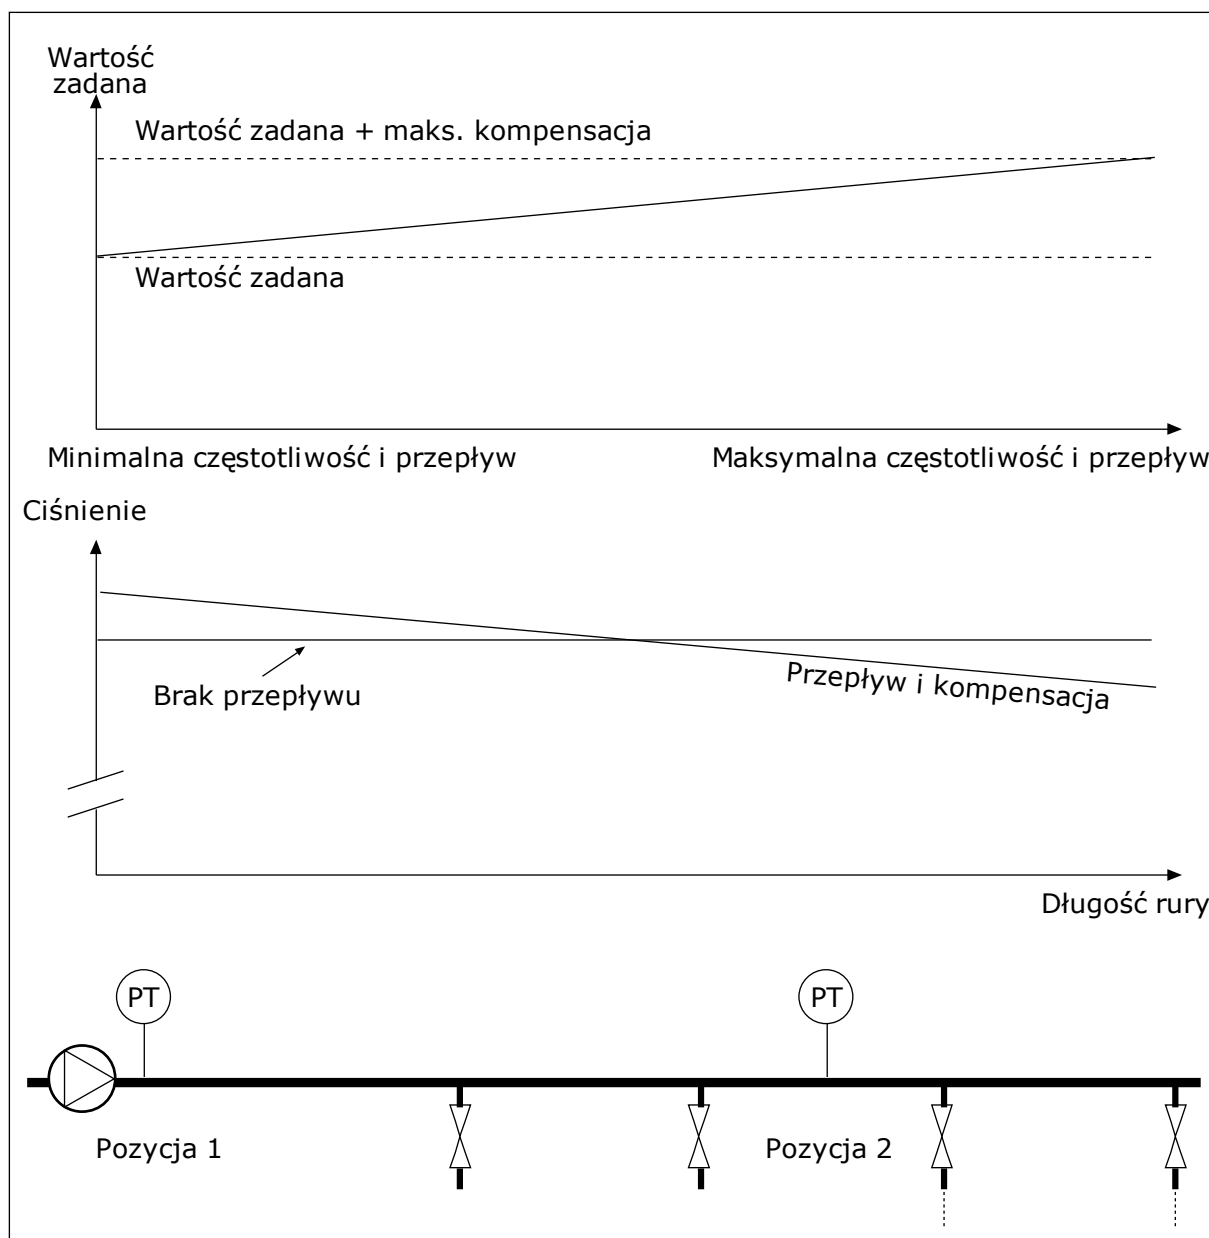 Wartość
zadana
Wartość zadana + maks. kompensacja
Wartość zadana
Minimalna częstotliwość i przepływ
Maksymalna częstotliwość i przepływ
Ciśnienie
Brak przepływu
Przepływ i kompensacja
Długość rury
PT
PT
Pozycja 1
Pozycja 2